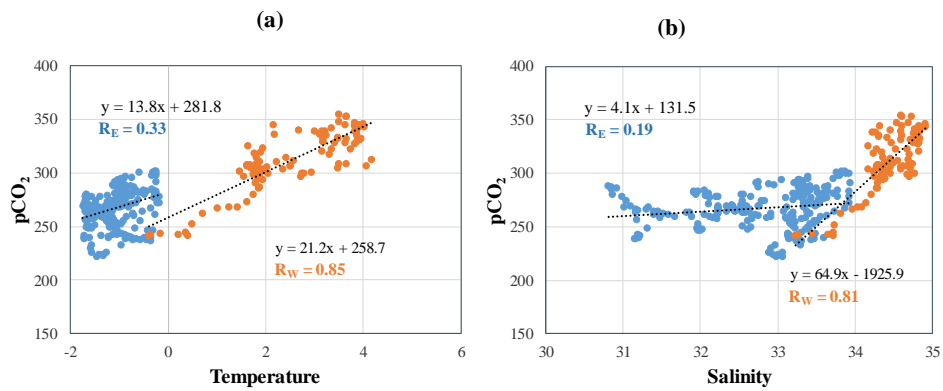 (a)
400
350
300
250
200
150
pCO2
y = 13.8x + 281.8
RE = 0.33
y = 21.2x + 258.7
RW = 0.85
-2 0 2 4 6
Temperature
(b)
400
350
300
250
200
150
pCO2
y = 4.1x + 131.5
RE = 0.19
y = 64.9x - 1925.9
RW = 0.81
30 31 32 33 34 35
Salinity